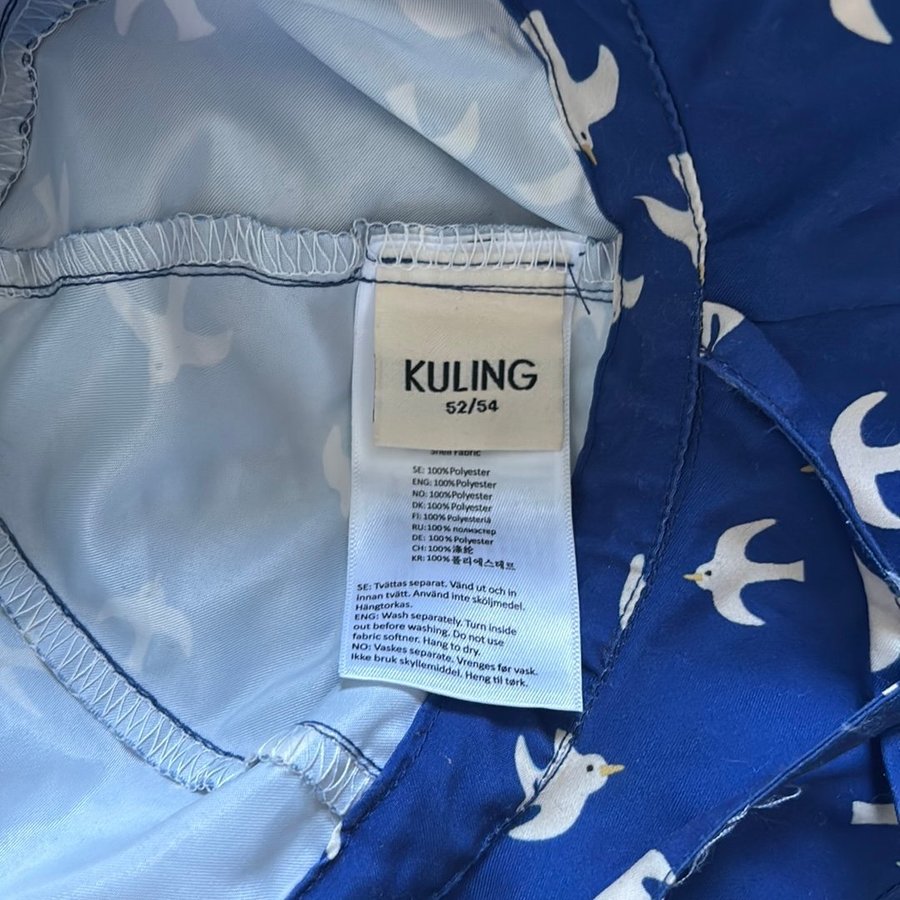 KULING
52/54
Shell Fabric
SE: 100%Polyester
ENG: 100%Polyester
NO: 100%Polyester
DK: 100% Polyester
FI: 100% Polyesteriä
RU: 100% полиэстер
DE: 100% Polyester
CH: 100%涤纶
KR: 100% 폴리에스테르
SE: Tvättas separat. Vänd ut och in
innan tvätt. Använd inte sköljmedel.
Hängtorkas.
ENG: Wash separately. Turn inside
out before washing. Do not use
fabric softner. Hang to dry.
NO: Vaskes separate. Vrenges før vask.
Ikke bruk skyllemiddel. Heng til tørk.